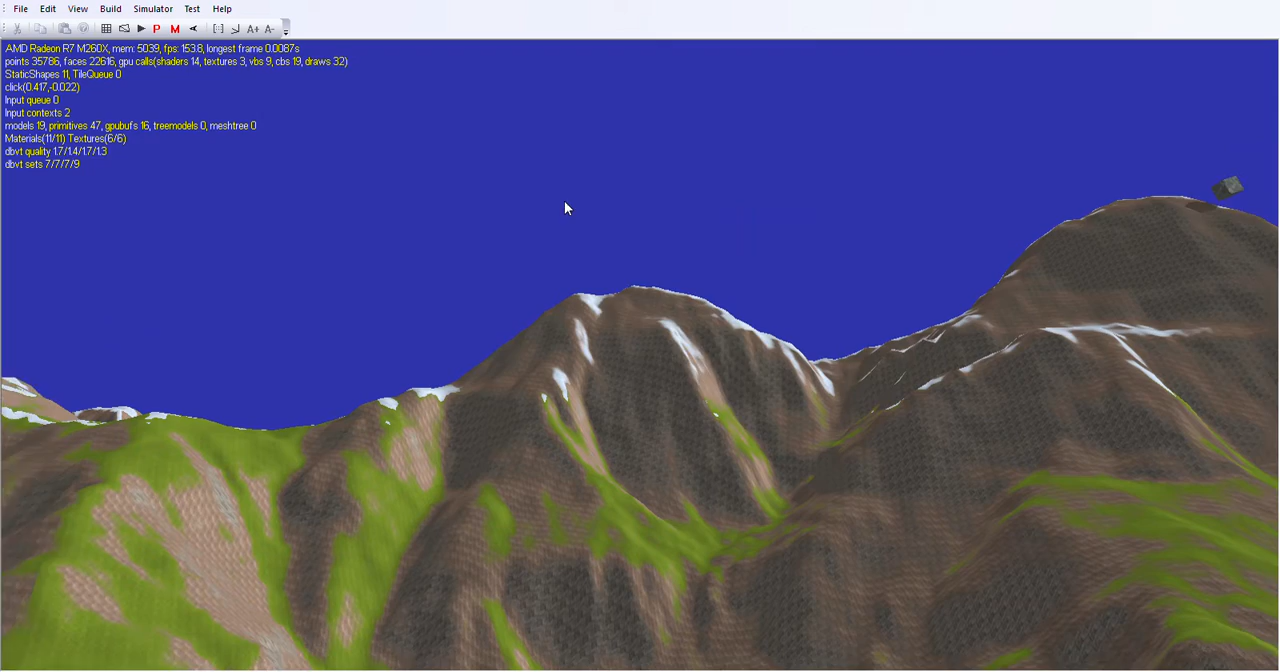 File Edit View Build Simulator Test Help
P M A+ A-
AMD Radeon R7 M260X, mem: 5039, fps: 153.8, longest frame 0.0087s
points 35786, faces 22616, gpu calls(shaders 14, textures 3, vbs 9, cbs 19, draws 32)
StaticShapes 11, TileQueue 0
click(0.417,-0.022)
Input queue 0
Input contexts 2
models 19, primitives 47, gpubufs 16, treemodels 0, meshtree 0
Materials(11/11) Textures(6/6)
dbvt quality 1.7/1.4/1.7/1.3
dbvt sets 7/7/7/9